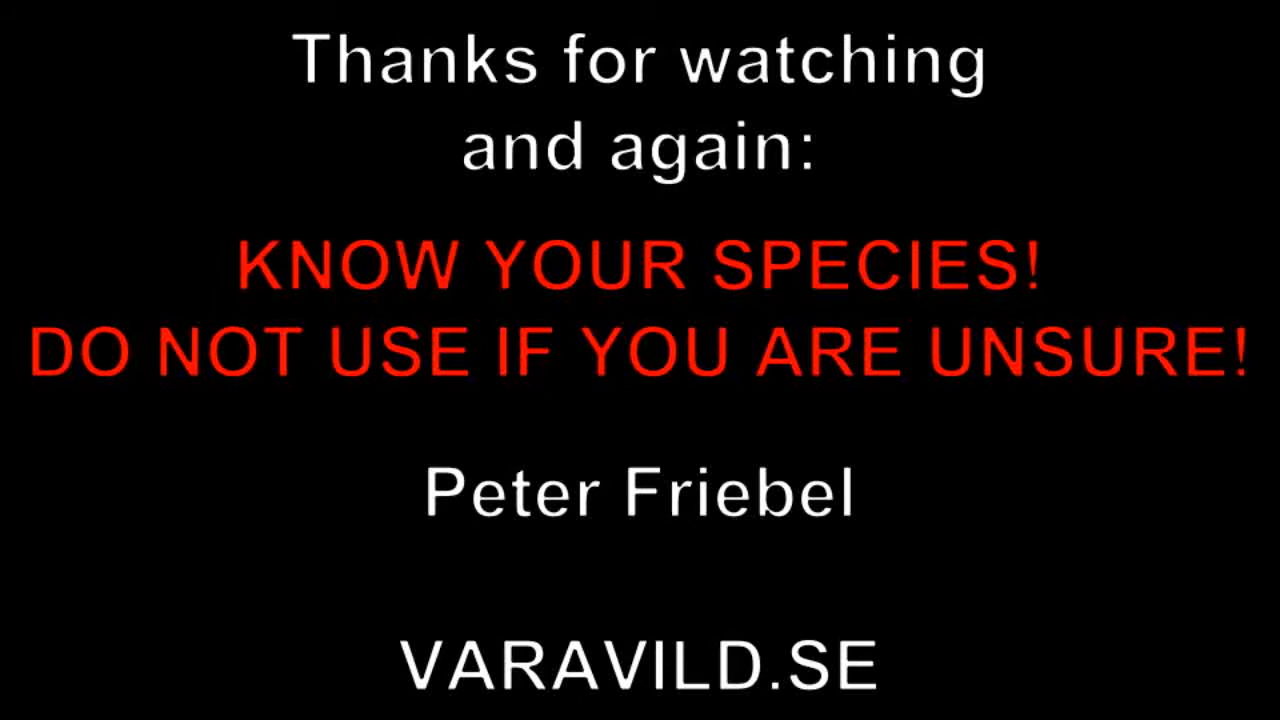 Thanks for watching
and again:
KNOW YOUR SPECIES!
DO NOT USE IF YOU ARE UNSURE!
Peter Friebel
VARAVILD.SE